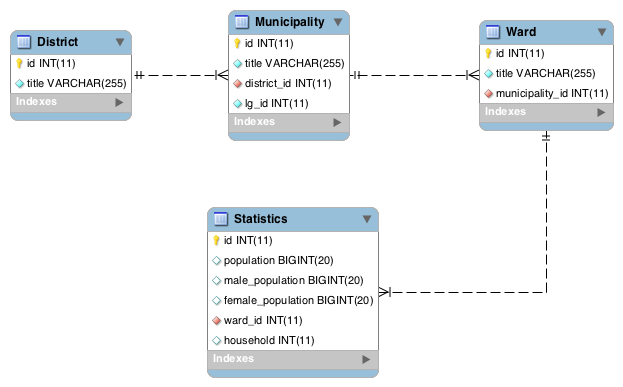 District
id INT(11)
title VARCHAR(255)
Indexes
Municipality
id INT(11)
title VARCHAR(255)
district_id INT(11)
lg_id INT(11)
Indexes
Ward
id INT(11)
title VARCHAR(255)
municipality_id INT(11)
Indexes
Statistics
id INT(11)
population BIGINT(20)
male_population BIGINT(20)
female_population BIGINT(20)
ward_id INT(11)
household INT(11)
Indexes